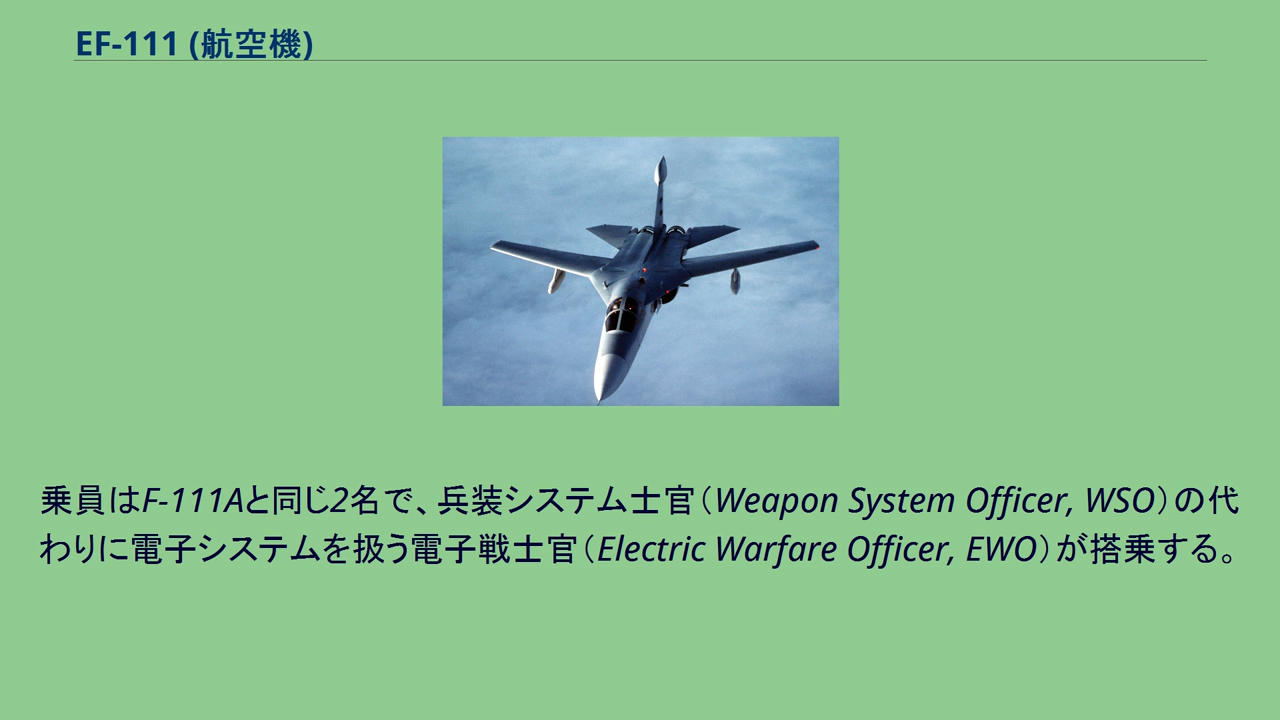 EF-111 (航空機)
乗員はF-111Aと同じ2名で、兵装システム士官（Weapon System Officer, WSO）の代
わりに電子システムを扱う電子戦士官（Electric Warfare Officer, EWO）が搭乗する。